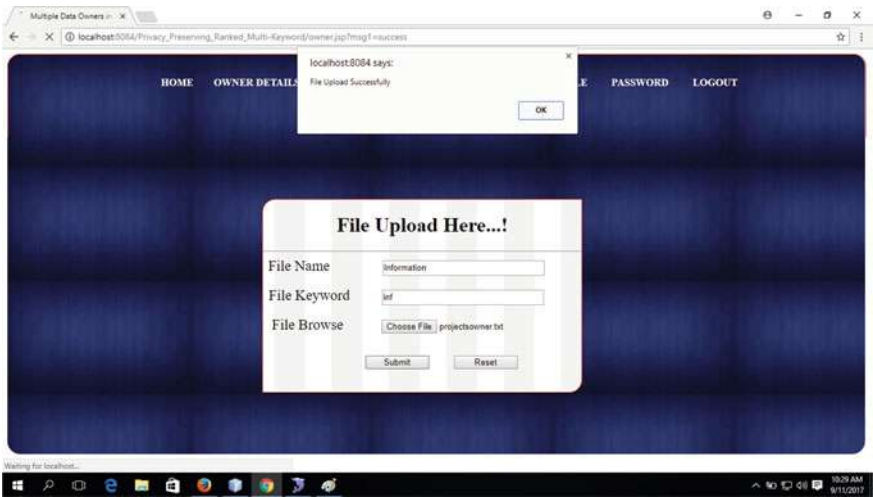 Multiple Data Owners in
localhost:8084/Privacy_Preserving_Ranked_Multi-Keyword/owner.jsp?msg1=success
localhost:8084 says:
File Upload Successfully
OK
HOME OWNER DETAILS LE PASSWORD LOGOUT
File Upload Here...!
File Name Information
File Keyword inf
File Browse Choose File projectsowner.txt
Submit Reset
Waiting for localhost...
10:29 AM
9/11/2017